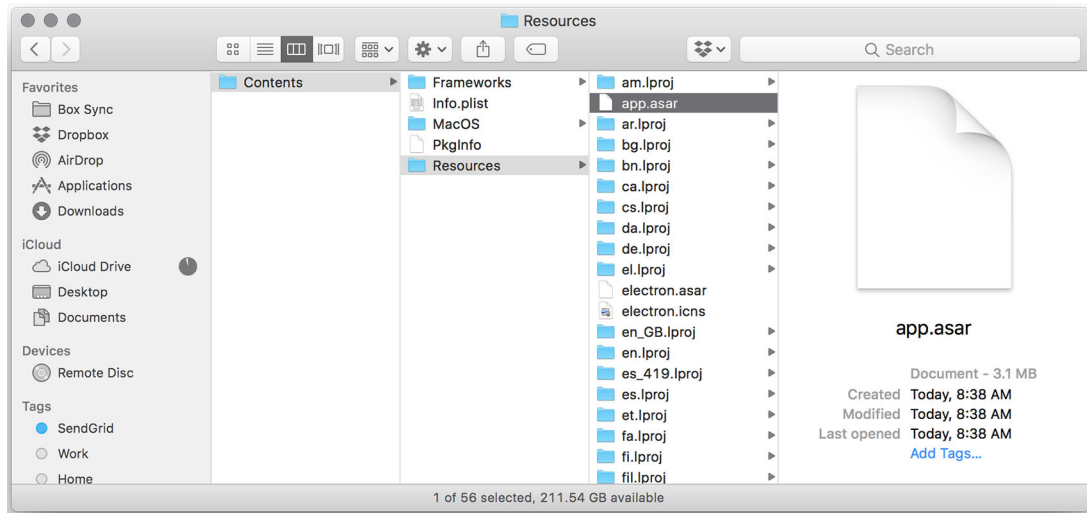 Resources
Search
Favorites
Box Sync
Dropbox
AirDrop
Applications
Downloads
iCloud
iCloud Drive
Desktop
Documents
Devices
Remote Disc
Tags
SendGrid
Work
Home
Contents
Frameworks
Info.plist
MacOS
PkgInfo
Resources
am.lproj
app.asar
ar.lproj
bg.lproj
bn.lproj
ca.lproj
cs.lproj
da.lproj
de.lproj
el.lproj
electron.asar
electron.icns
en_GB.lproj
en.lproj
es_419.lproj
es.lproj
et.lproj
fa.lproj
fi.lproj
fil.lproj
app.asar
Document - 3.1 MB
Created Today, 8:38 AM
Modified Today, 8:38 AM
Last opened Today, 8:38 AM
Add Tags...
1 of 56 selected, 211.54 GB available